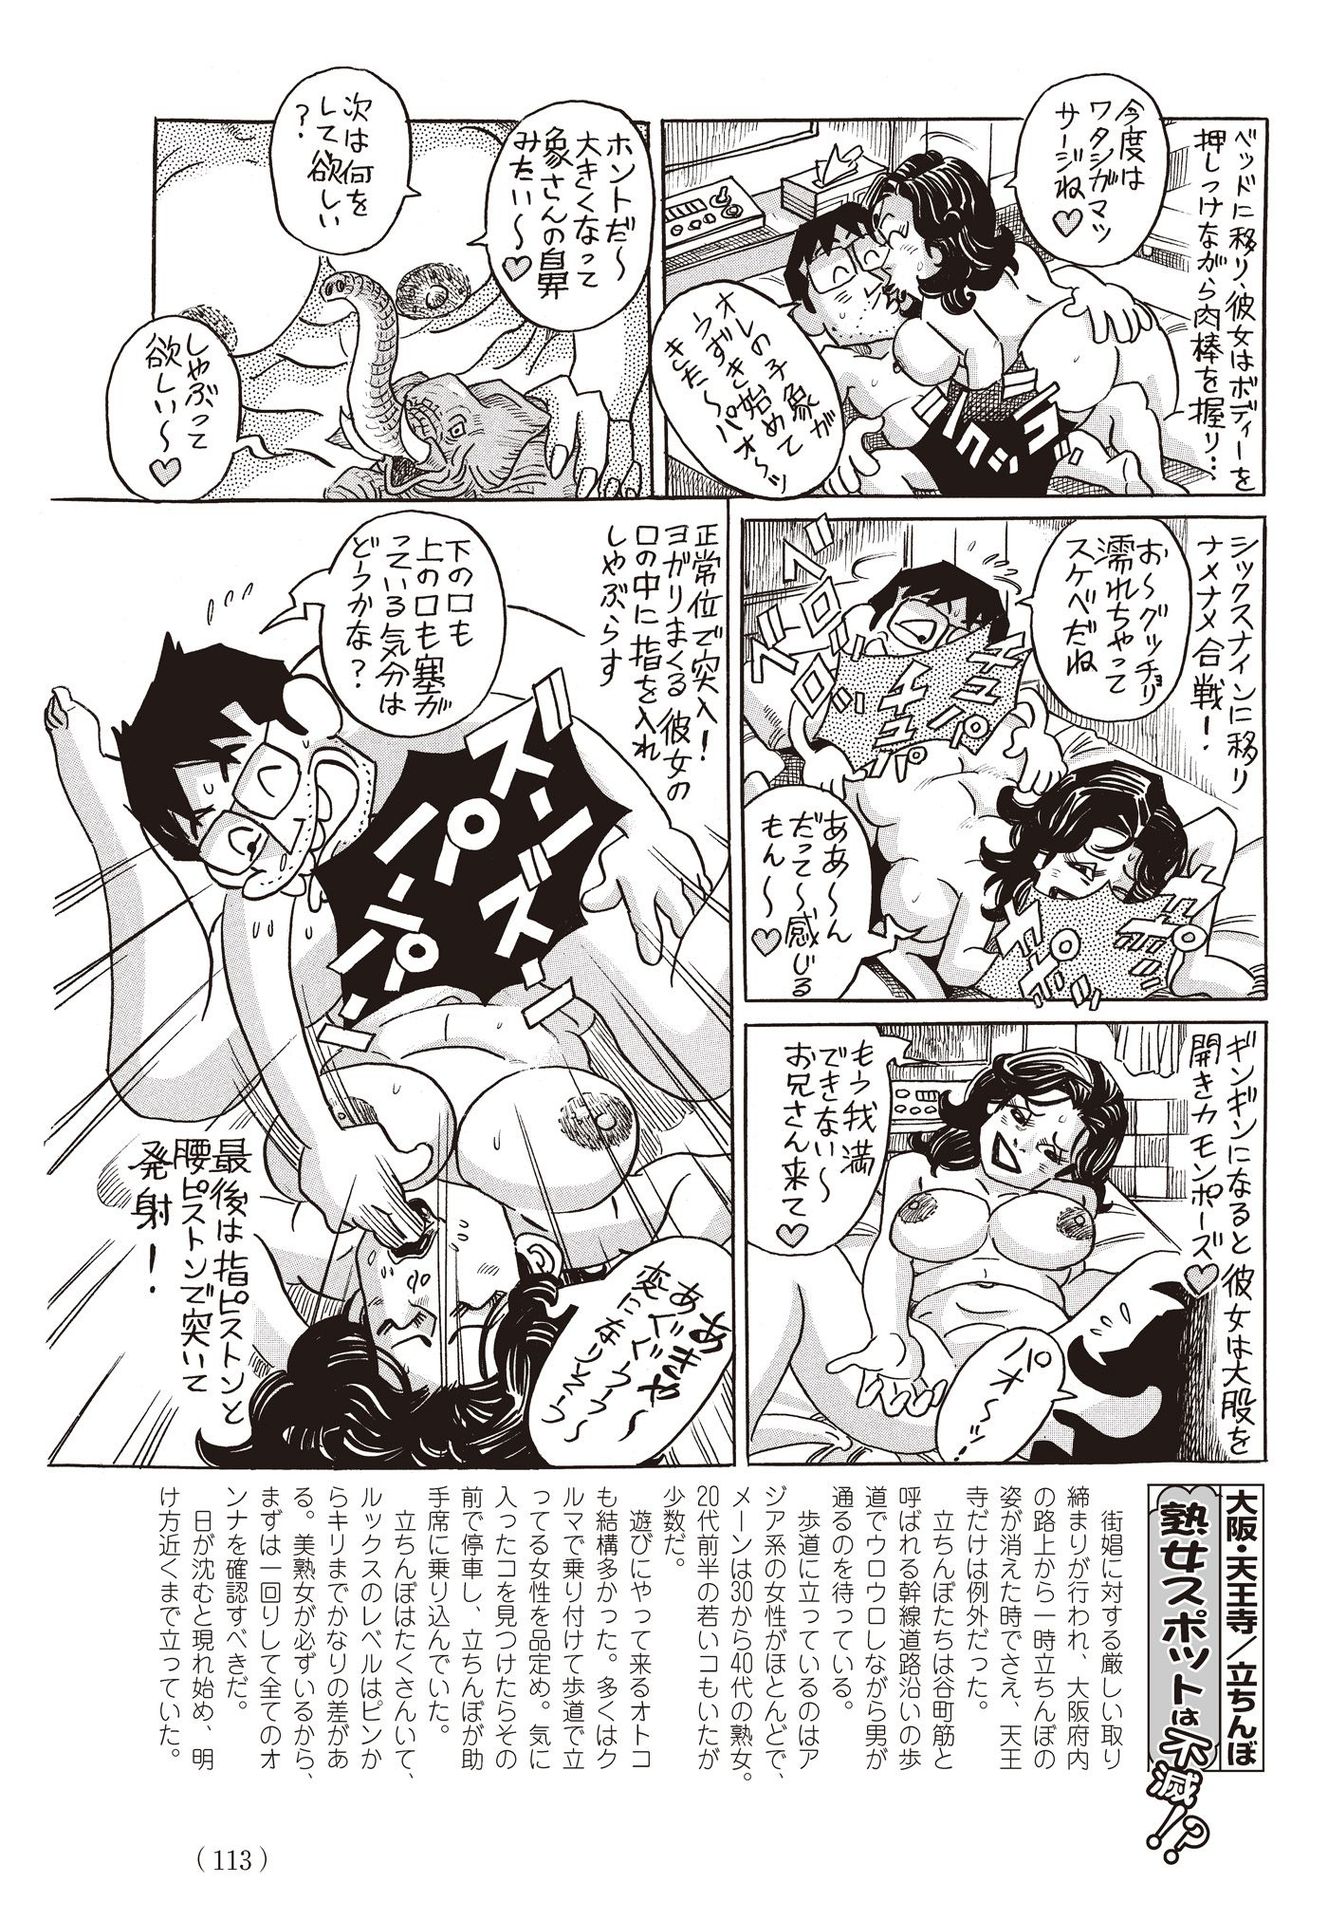 ベッドに移り、彼女はボディーを
押しつけながら肉棒を握り…
今度は
ワタシがマッ
サージね♡
オレの子象が
うずき始めて
きた〜パオ〜ッ
ホントだ〜
大きくなって
象さんの鼻
みたい〜♡
次は何を
して欲しい
？
しゃぶって
欲しい〜♡
シックスナインに移り
ナメナメ合戦！
お〜グッチョリ
濡れちゃって
スケベだね
チュパ
チュパ
ああ〜ん
だって〜感じる
もん〜♡
ギンギンになると彼女は大股を
開きカモンポーズ♡
もう我満
できない〜
お兄さん来て
♡
パオ〜ッ！
正常位で突入！
ヨガりまくる彼女の
口の中に指を入れ
しゃぶらす
下の口も
上の口も塞が
っている気分は
どーかな？
ズンズン
パーンパン
最後は指ピストンと
腰ピストンで突いて
発射！
大阪・天王寺／立ちんぼ
熟女スポットは不滅！？
街娼に対する厳しい取り
締まりが行われ、大阪府内
の路上から一時立ちんぼの
姿が消えた時でさえ、天王
寺だけは例外だった。
立ちんぼたちは谷町筋と
呼ばれる幹線道路沿いの歩
道でウロウロしながら男が
通るのを待っている。
歩道に立っているのはア
ジア系の女性がほとんどで、
メーンは30から40代の熟女。
20代前半の若いコもいたが
少数だ。
遊びにやって来るオトコ
も結構多かった。多くはク
ルマで乗り付けて歩道で立
ってる女性を品定め。気に
入ったコを見つけたらその
前で停車し、立ちんぼが助
手席に乗り込んでいた。
立ちんぼはたくさんいて、
ルックスのレベルはピンか
らキリまでかなりの差があ
る。美熟女が必ずいるから、
まずは一回りして全てのオ
ンナを確認すべきだ。
日が沈むと現れ始め、明
け方近くまで立っていた。
（113）